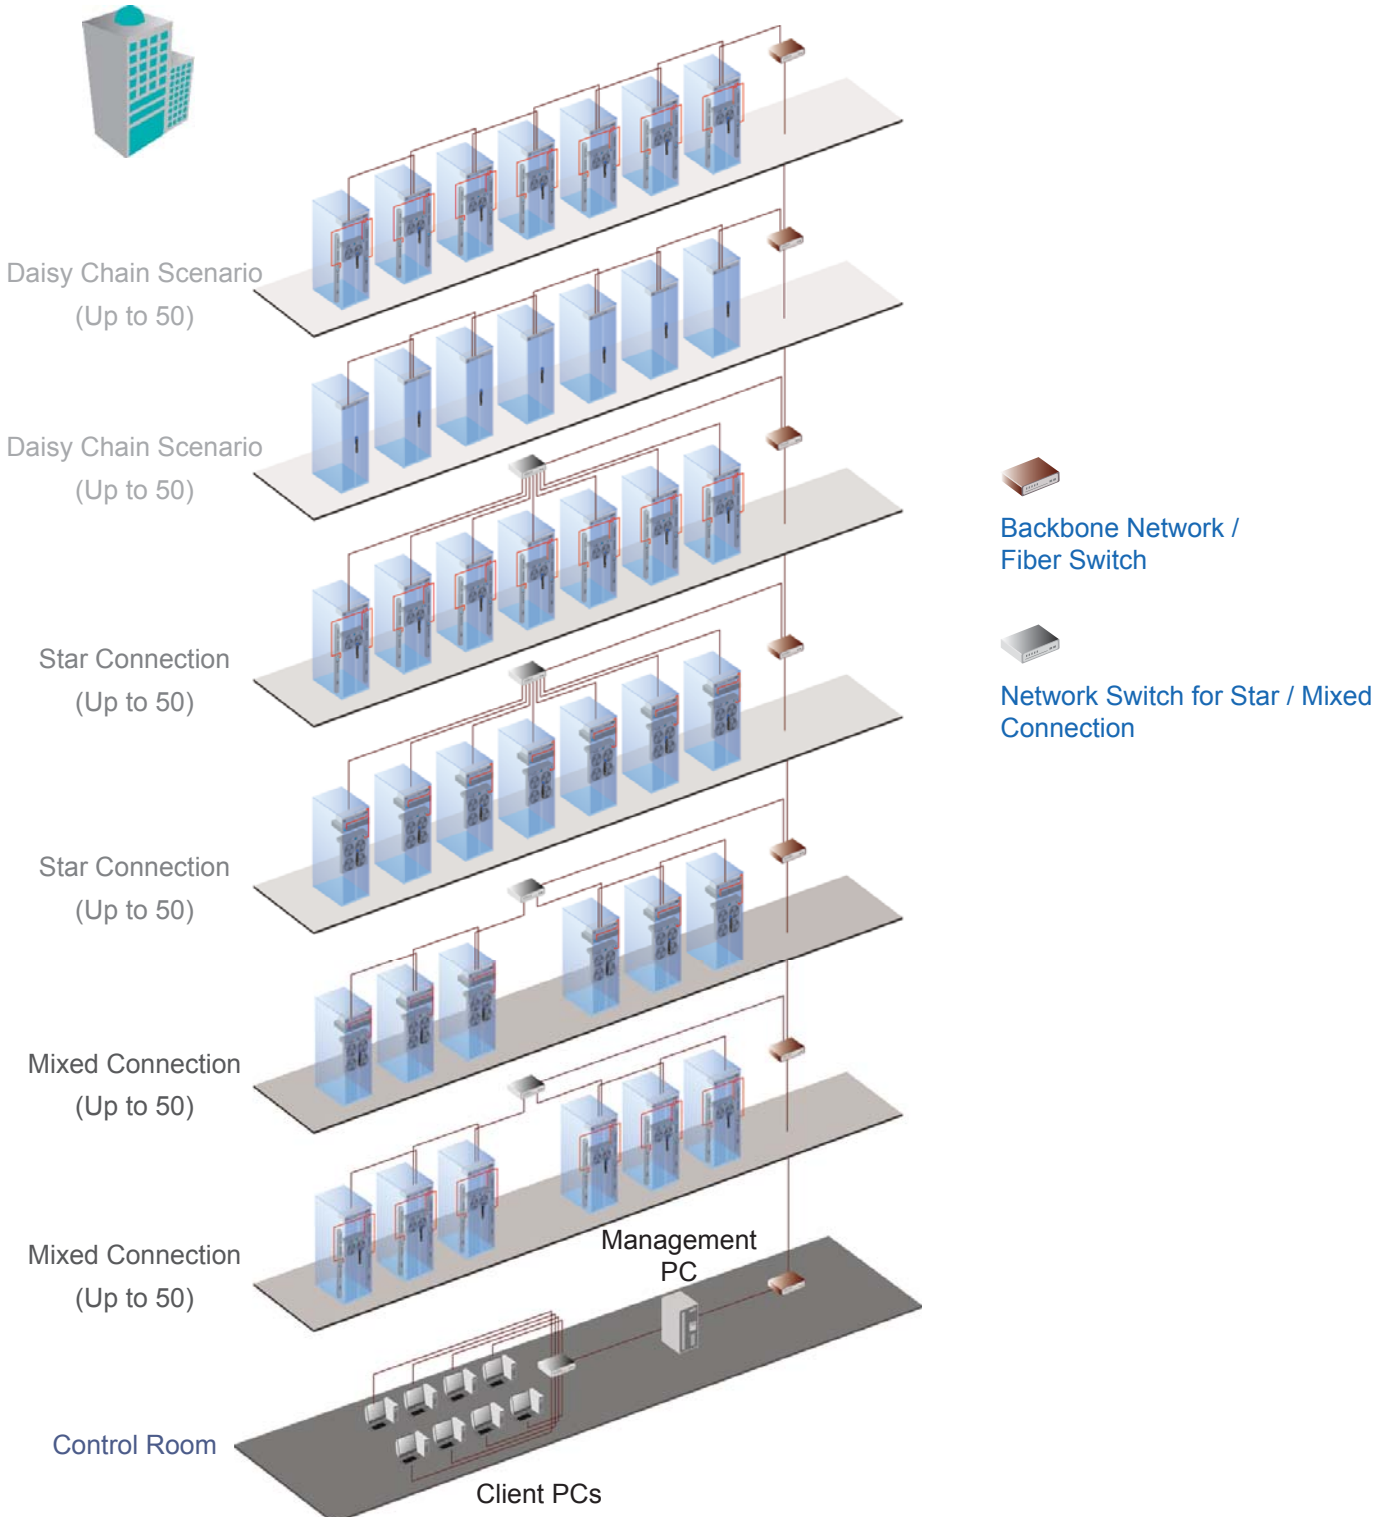 Daisy Chain Scenario
(Up to 50)
Daisy Chain Scenario
(Up to 50)
Backbone Network /
Fiber Switch
Star Connection
(Up to 50)
Network Switch for Star / Mixed
Connection
Star Connection
(Up to 50)
Mixed Connection
(Up to 50)
Mixed Connection
(Up to 50)
Management
PC
Control Room
Client PCs